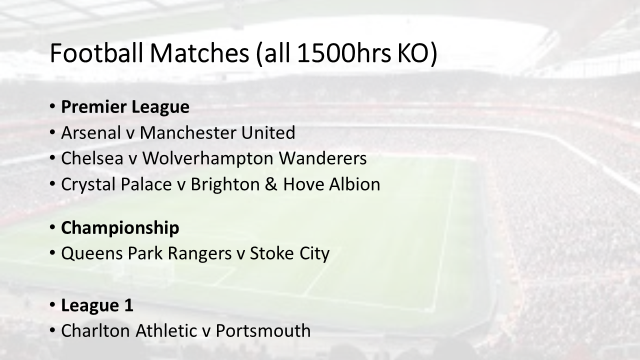 Football Matches (all 1500hrs KO)
• Premier League
• Arsenal v Manchester United
• Chelsea v Wolverhampton Wanderers
• Crystal Palace v Brighton & Hove Albion
• Championship
• Queens Park Rangers v Stoke City
• League 1
• Charlton Athletic v Portsmouth